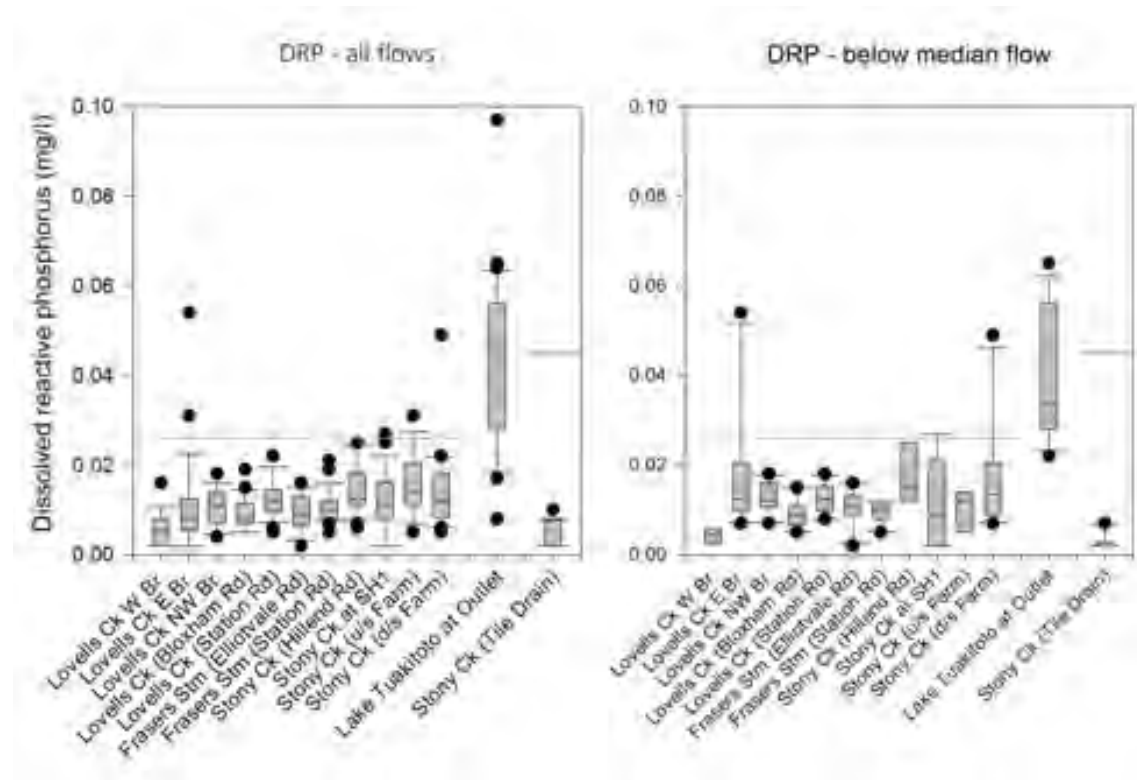 DRP - all flows
DRP - below median flow
Dissolved reactive phosphorus (mg/l)
0.10
0.08
0.06
0.04
0.02
0.00
Lovells Ck W Br
Lovells Ck E Br
Lovells Ck NW Br
Lovells Ck (Bloxham Rd)
Lovells Ck (Station Rd)
Frasers Stm (Elliotvale Rd)
Frasers Stm (Station Rd)
Stony Ck (Hillend Rd)
Stony Ck at SH1
Stony Ck (u/s Farm)
Stony Ck (d/s Farm)
Lake Tuakitoto at Outlet
Stony Ck (Tile Drain)
0.10
0.08
0.06
0.04
0.02
0.00
Lovells Ck W Br
Lovells Ck E Br
Lovells Ck NW Br
Lovells Ck (Bloxham Rd)
Lovells Ck (Station Rd)
Frasers Stm (Elliotvale Rd)
Frasers Stm (Station Rd)
Stony Ck (Hillend Rd)
Stony Ck at SH1
Stony Ck (u/s Farm)
Stony Ck (d/s Farm)
Lake Tuakitoto at Outlet
Stony Ck (Tile Drain)